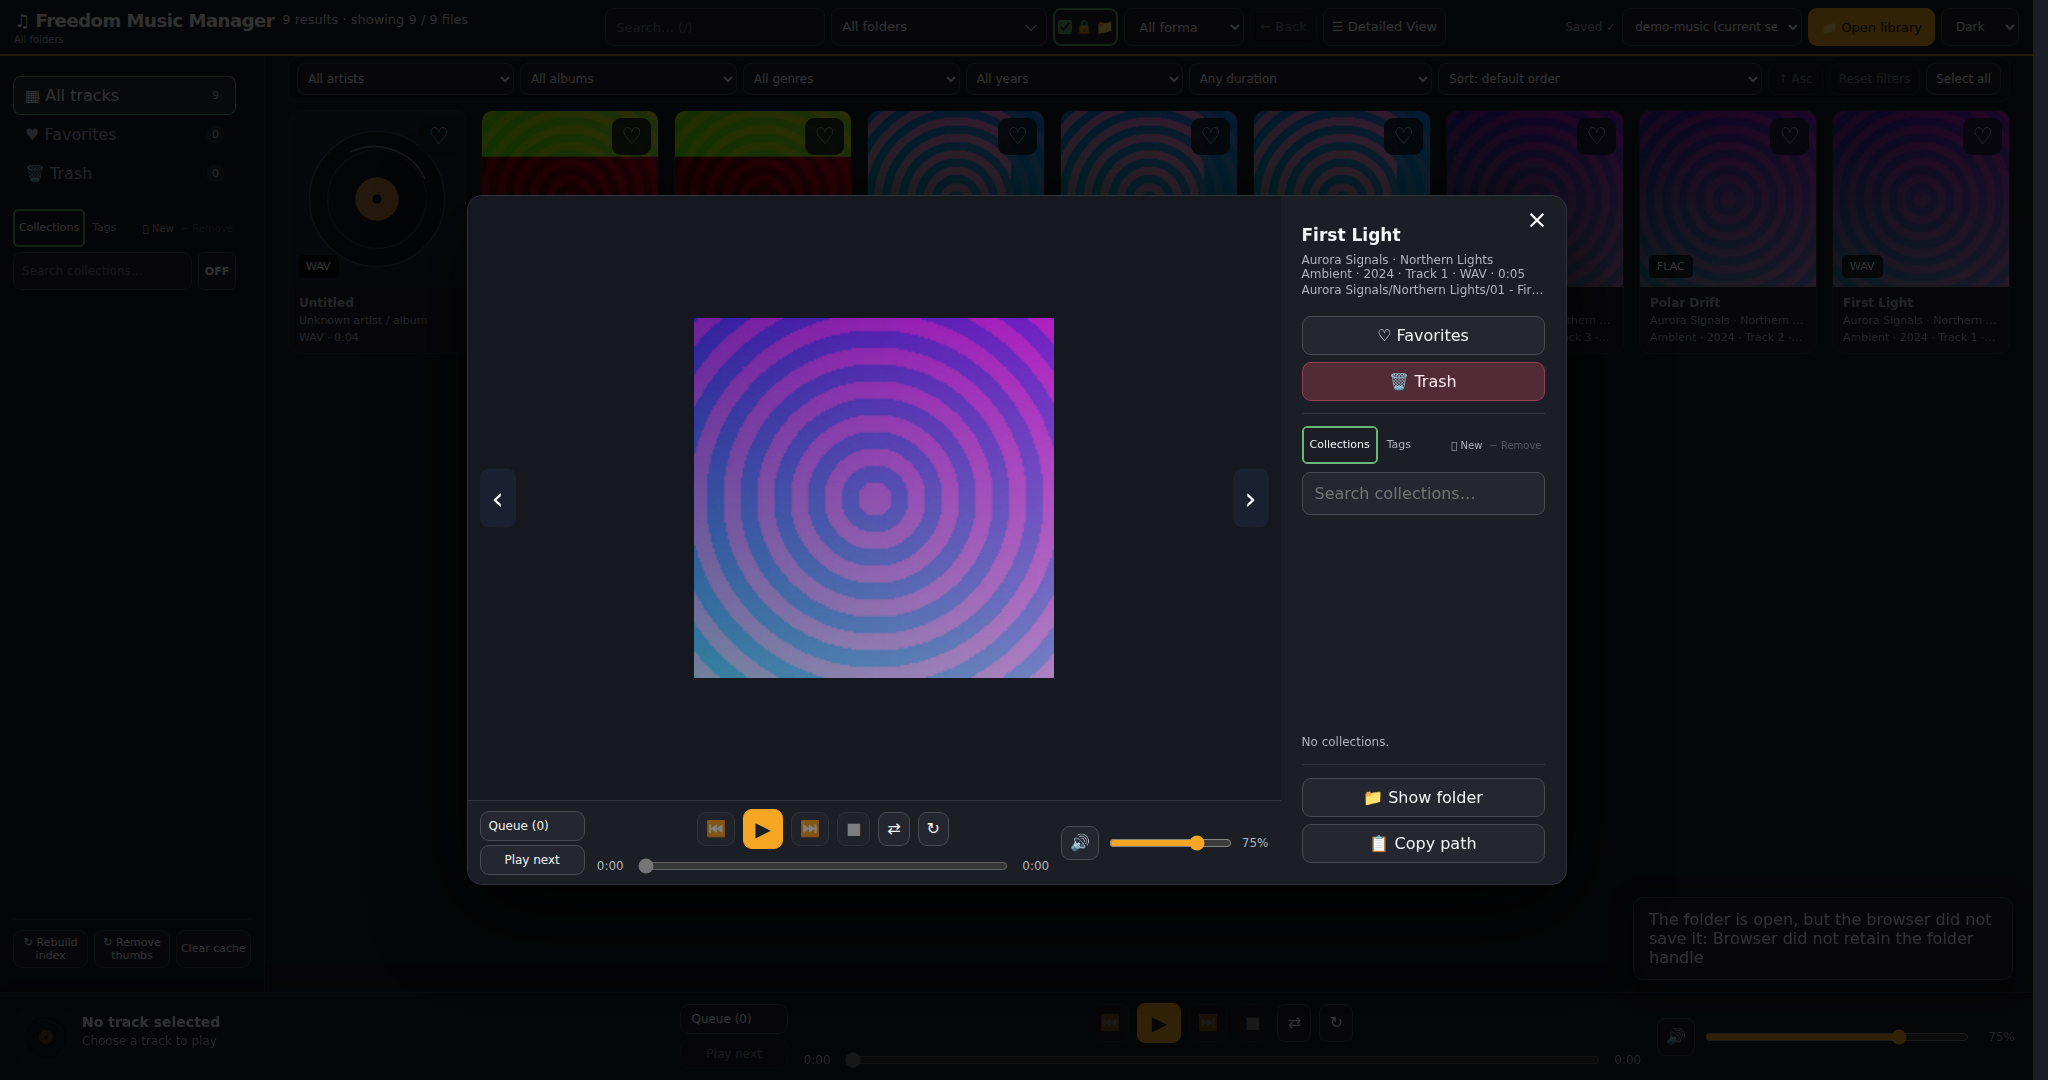 ♫ Freedom Music Manager 9 results · showing 9 / 9 files
All folders
Search... (/)
All folders
All forma
← Back
☰ Detailed View
Saved ✓
demo-music (current se
Open library
Dark
All artists
All albums
All genres
All years
Any duration
Sort: default order
↑ Asc
Reset filters
Select all
All tracks 9
Favorites 0
Trash 0
Collections
Tags
New
− Remove
Search collections...
OFF
WAV
Untitled
Unknown artist / album
WAV · 0:04
FLAC
Polar Drift
Aurora Signals · Northern ...
Ambient · 2024 · Track 2 ·...
WAV
First Light
Aurora Signals · Northern ...
Ambient · 2024 · Track 1 ·...
First Light
Aurora Signals · Northern Lights
Ambient · 2024 · Track 1 · WAV · 0:05
Aurora Signals/Northern Lights/01 - Fir...
♡ Favorites
Trash
Collections
Tags
New
− Remove
Search collections...
No collections.
Show folder
Copy path
Queue (0)
Play next
0:00
0:00
75%
↻ Rebuild index
↻ Remove thumbs
Clear cache
The folder is open, but the browser did not
save it: Browser did not retain the folder
handle
No track selected
Choose a track to play
Queue (0)
Play next
0:00
0:00
75%